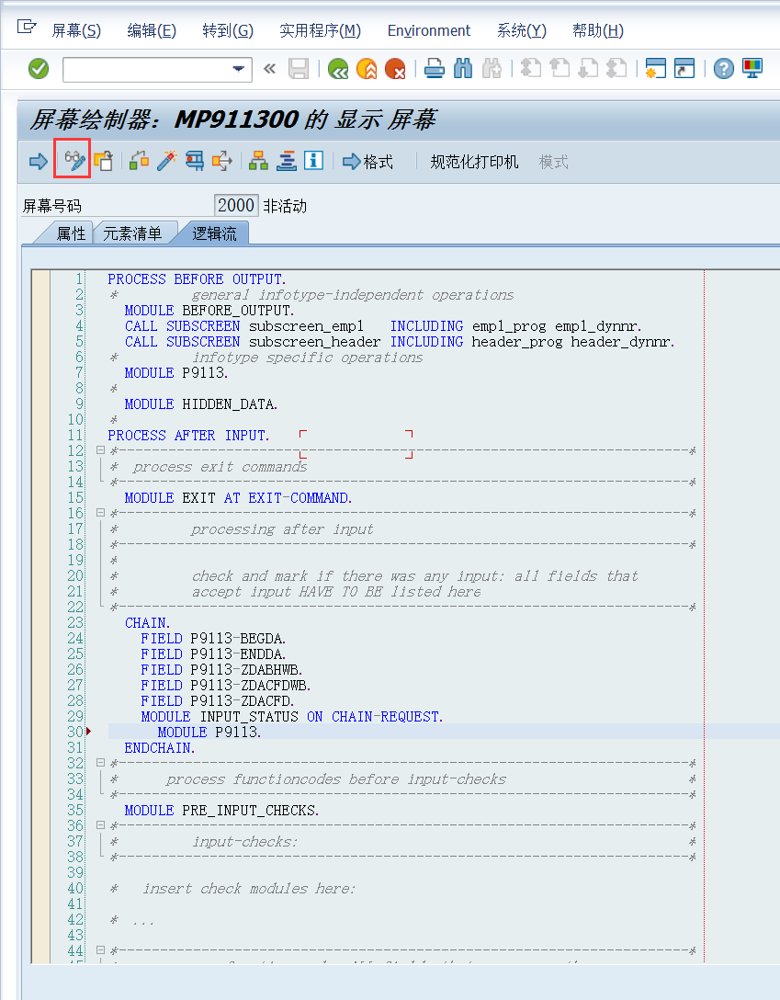 屏幕(S) 编辑(E) 转到(G) 实用程序(M) Environment 系统(Y) 帮助(H)
屏幕绘制器：MP911300 的 显示 屏幕
格式 规范化打印机 模式
屏幕号码 2000 非活动
属性 元素清单 逻辑流
1 PROCESS BEFORE OUTPUT.
2 * general infotype-independent operations
3 MODULE BEFORE_OUTPUT.
4 CALL SUBSCREEN subscreen_empl INCLUDING empl_prog empl_dynnr.
5 CALL SUBSCREEN subscreen_header INCLUDING header_prog header_dynnr.
6 * infotype specific operations
7 MODULE P9113.
8 *
9 MODULE HIDDEN_DATA.
10 *
11 PROCESS AFTER INPUT.
12 *---------------------------------------------------------------------*
13 * process exit commands
14 *---------------------------------------------------------------------*
15 MODULE EXIT AT EXIT-COMMAND.
16 *---------------------------------------------------------------------*
17 * processing after input
18 *---------------------------------------------------------------------*
19 *
20 * check and mark if there was any input: all fields that
21 * accept input HAVE TO BE listed here
22 *---------------------------------------------------------------------*
23 CHAIN.
24 FIELD P9113-BEGDA.
25 FIELD P9113-ENDDA.
26 FIELD P9113-ZDABHWB.
27 FIELD P9113-ZDACFDWB.
28 FIELD P9113-ZDACFD.
29 MODULE INPUT_STATUS ON CHAIN-REQUEST.
30 MODULE P9113.
31 ENDCHAIN.
32 *---------------------------------------------------------------------*
33 * process functioncodes before input-checks *
34 *---------------------------------------------------------------------*
35 MODULE PRE_INPUT_CHECKS.
36 *---------------------------------------------------------------------*
37 * input-checks: *
38 *---------------------------------------------------------------------*
39
40 * insert check modules here:
41
42 * ...
43
44 *---------------------------------------------------------------------*